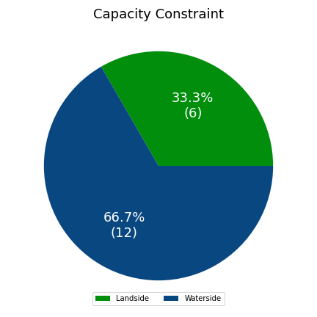 Capacity Constraint
33.3%
(6)
66.7%
(12)
Landside
Waterside